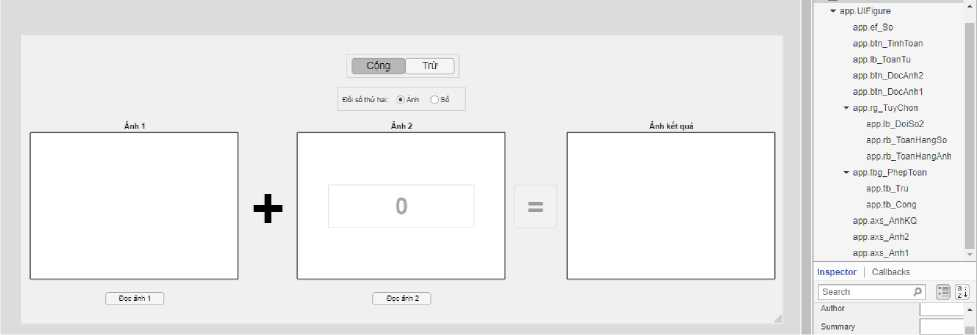 Cộng Trừ
Đối số thứ hai: Ảnh Số
Ảnh 1 Ảnh 2 Ảnh kết quả
+ 0 =
Đọc ảnh 1 Đọc ảnh 2
app.UIFigure
app.ef_So
app.btn_TinhToan
app.lb_ToanTu
app.btn_DocAnh2
app.btn_DocAnh1
app.rg_TuyChon
app.lb_DoiSo2
app.rb_ToanHangSo
app.rb_ToanHangAnh
app.tbg_PhepToan
app.tb_Tru
app.tb_Cong
app.axs_AnhKQ
app.axs_Anh2
app.axs_Anh1
Inspector Callbacks
Search
Author
Summary